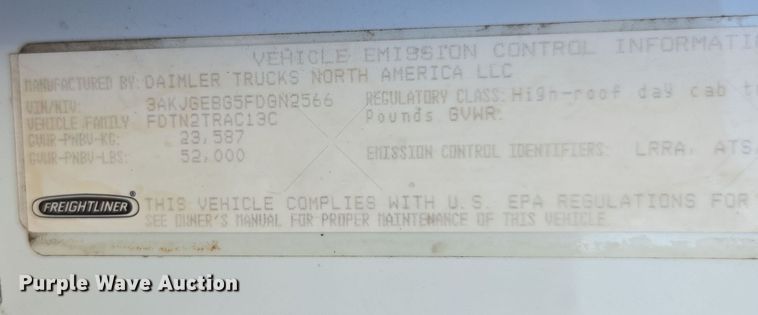 VEHICLE EMISSION CONTROL INFORMATI
MANUFACTURED BY: DAIMLER TRUCKS NORTH AMERICA LLC
VIN/NIV: 3AKJGEBG5FDGN2566 REGULATORY CLASS: High-roof day cab t
VEHICLE FAMILY FDTN2TRAC13C Pounds GVWR.
GVWR-PNBV-KG: 23,587
GVWR-PNBV-LBS: 52,000 EMISSION CONTROL IDENTIFIERS: LRRA, ATS
FREIGHTLINER® THIS VEHICLE COMPLIES WITH U.S. EPA REGULATIONS FOR
SEE OWNER'S MANUAL FOR PROPER MAINTENANCE OF THIS VEHICLE
Purple Wave Auction